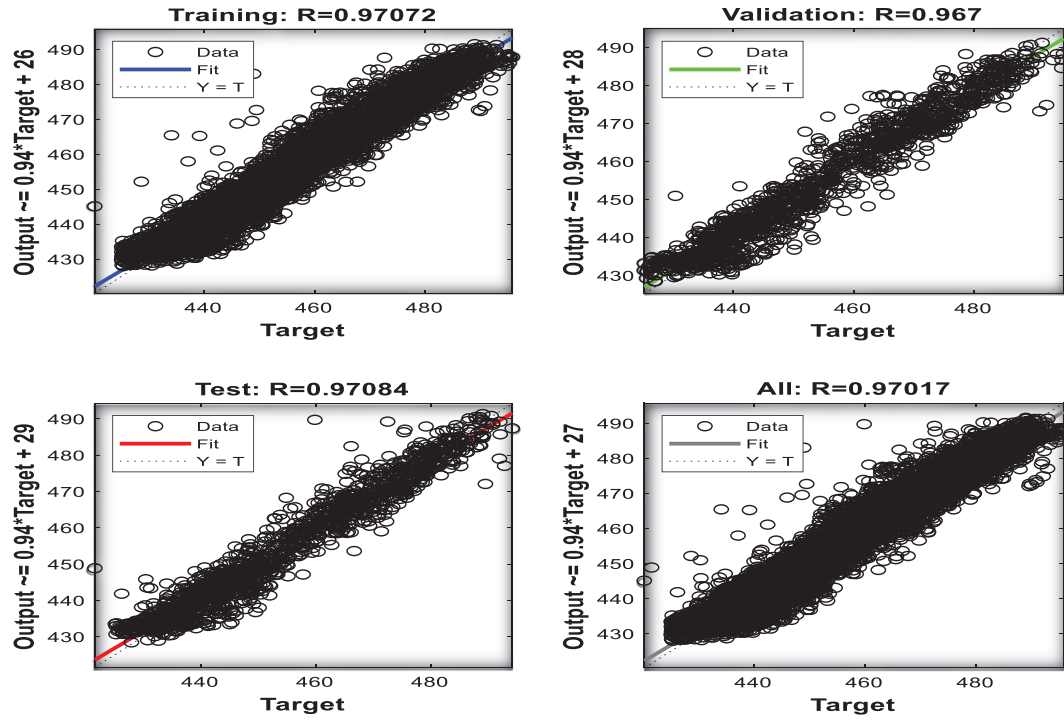 Training: R=0.97072
Output ~= 0.94*Target + 26
490
480
470
460
450
440
430
Data
Fit
Y = T
440
460
480
Target
Validation: R=0.967
Output ~= 0.94*Target + 28
490
480
470
460
450
440
430
Data
Fit
Y = T
440
460
480
Target
Test: R=0.97084
Output ~= 0.94*Target + 29
490
480
470
460
450
440
430
Data
Fit
Y = T
440
460
480
Target
All: R=0.97017
Output ~= 0.94*Target + 27
490
480
470
460
450
440
430
Data
Fit
Y = T
440
460
480
Target